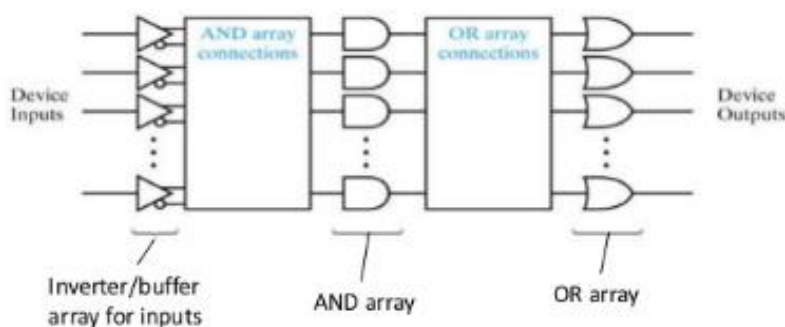 AND array
connections
OR array
connections
Device
Inputs
Device
Outputs
Inverter/buffer
array for inputs
AND array
OR array